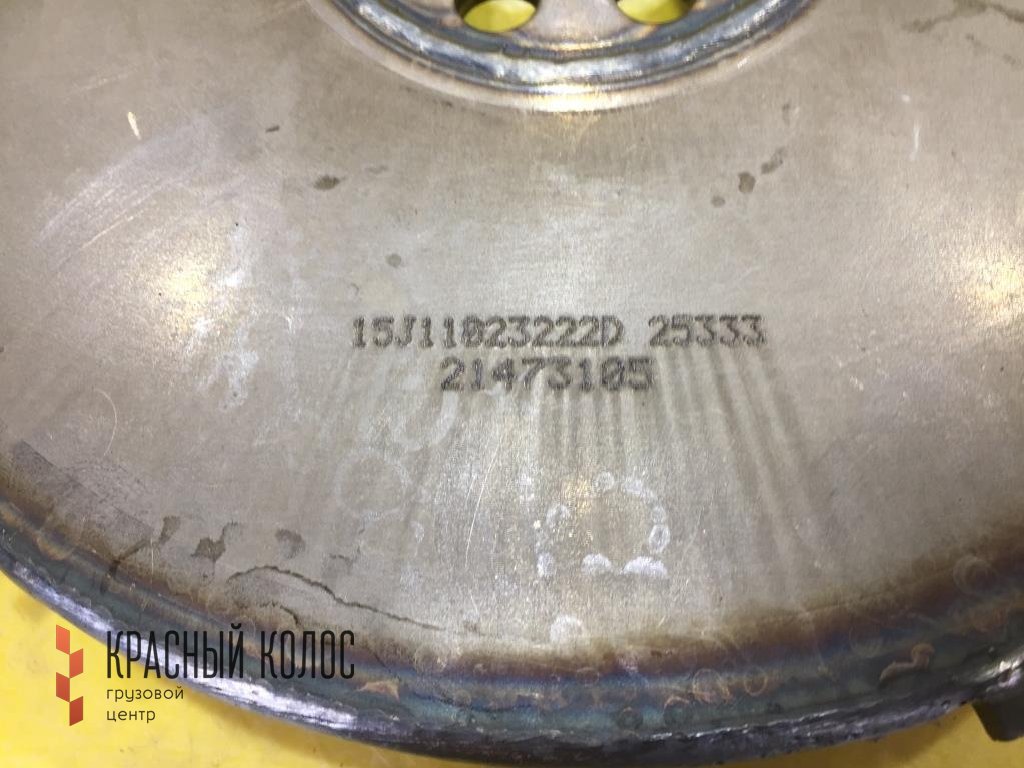 15J11023222D 25333
21473105
КРАСНЫЙ КОЛОС
грузовой
центр